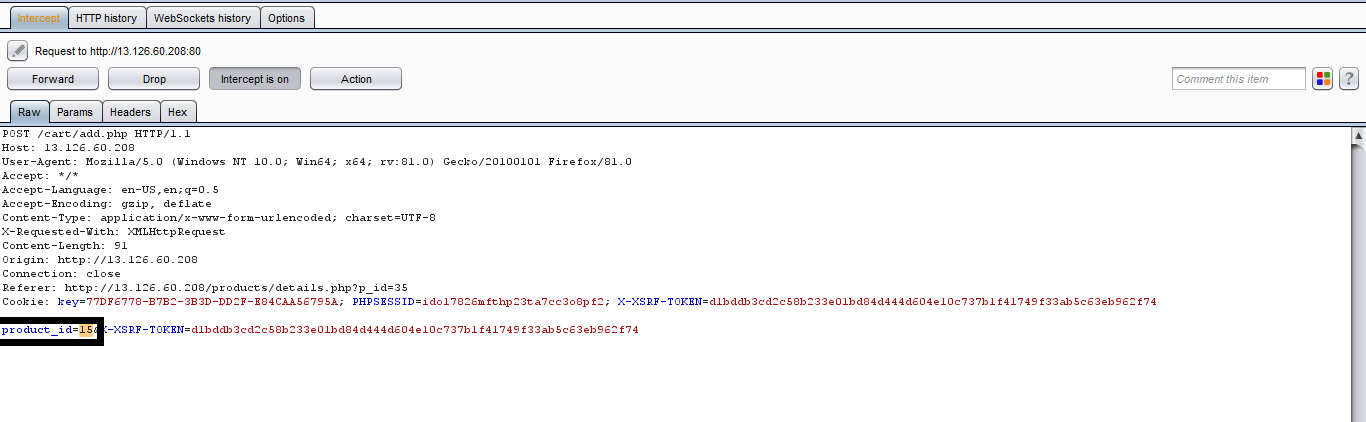 Intercept HTTP history WebSockets history Options
Request to http://13.126.60.208:80
Forward Drop Intercept is on Action Comment this item ?
Raw Params Headers Hex
POST /cart/add.php HTTP/1.1
Host: 13.126.60.208
User-Agent: Mozilla/5.0 (Windows NT 10.0; Win64; x64; rv:81.0) Gecko/20100101 Firefox/81.0
Accept: */*
Accept-Language: en-US,en;q=0.5
Accept-Encoding: gzip, deflate
Content-Type: application/x-www-form-urlencoded; charset=UTF-8
X-Requested-With: XMLHttpRequest
Content-Length: 91
Origin: http://13.126.60.208
Connection: close
Referer: http://13.126.60.208/products/details.php?p_id=35
Cookie: key=77DF6778-B7B2-3B3D-DD2F-E84CAA56795A; PHPSESSID=ido17826mfthp23ta7cc3o8pf2; X-XSRF-TOKEN=d1bddb3cd2c58b233e01bd84d444d604e10c737b1f41749f33ab5c63eb962f74
product_id=15&X-XSRF-TOKEN=d1bddb3cd2c58b233e01bd84d444d604e10c737b1f41749f33ab5c63eb962f74